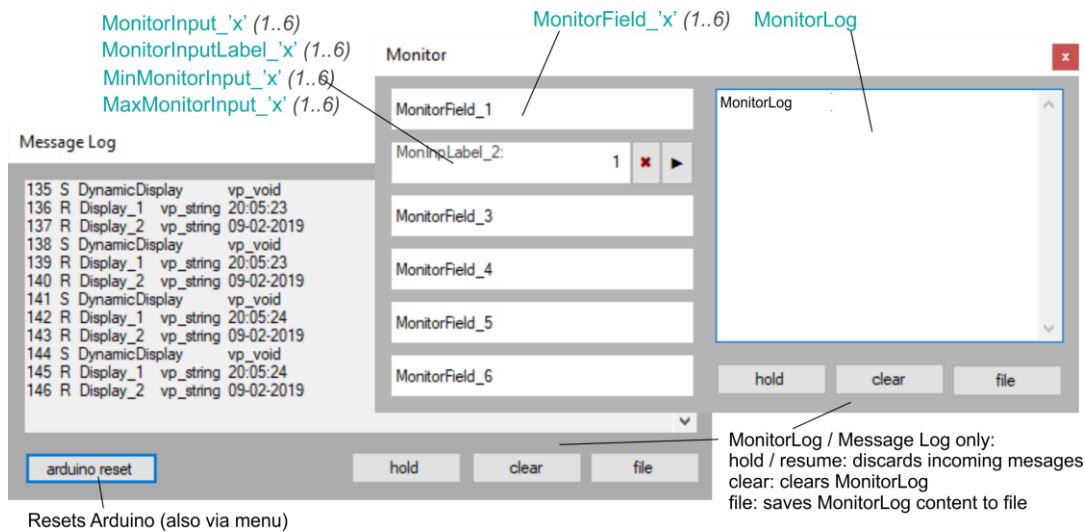 MonitorInput_'x' (1..6)
MonitorInputLabel_'x' (1..6)
MinMonitorInput_'x' (1..6)
MaxMonitorInput_'x' (1..6)
MonitorField_'x' (1..6)
MonitorLog
Monitor
x
MonitorField_1
MonInpLabel_2:
1
MonitorField_3
MonitorField_4
MonitorField_5
MonitorField_6
MonitorLog
hold clear file
Message Log
135 S DynamicDisplay vp_void
136 R Display_1 vp_string 20:05:23
137 R Display_2 vp_string 09-02-2019
138 S DynamicDisplay vp_void
139 R Display_1 vp_string 20:05:23
140 R Display_2 vp_string 09-02-2019
141 S DynamicDisplay vp_void
142 R Display_1 vp_string 20:05:24
143 R Display_2 vp_string 09-02-2019
144 S DynamicDisplay vp_void
145 R Display_1 vp_string 20:05:24
146 R Display_2 vp_string 09-02-2019
arduino reset hold clear file
Resets Arduino (also via menu)
MonitorLog / Message Log only:
hold / resume: discards incoming mesages
clear: clears MonitorLog
file: saves MonitorLog content to file